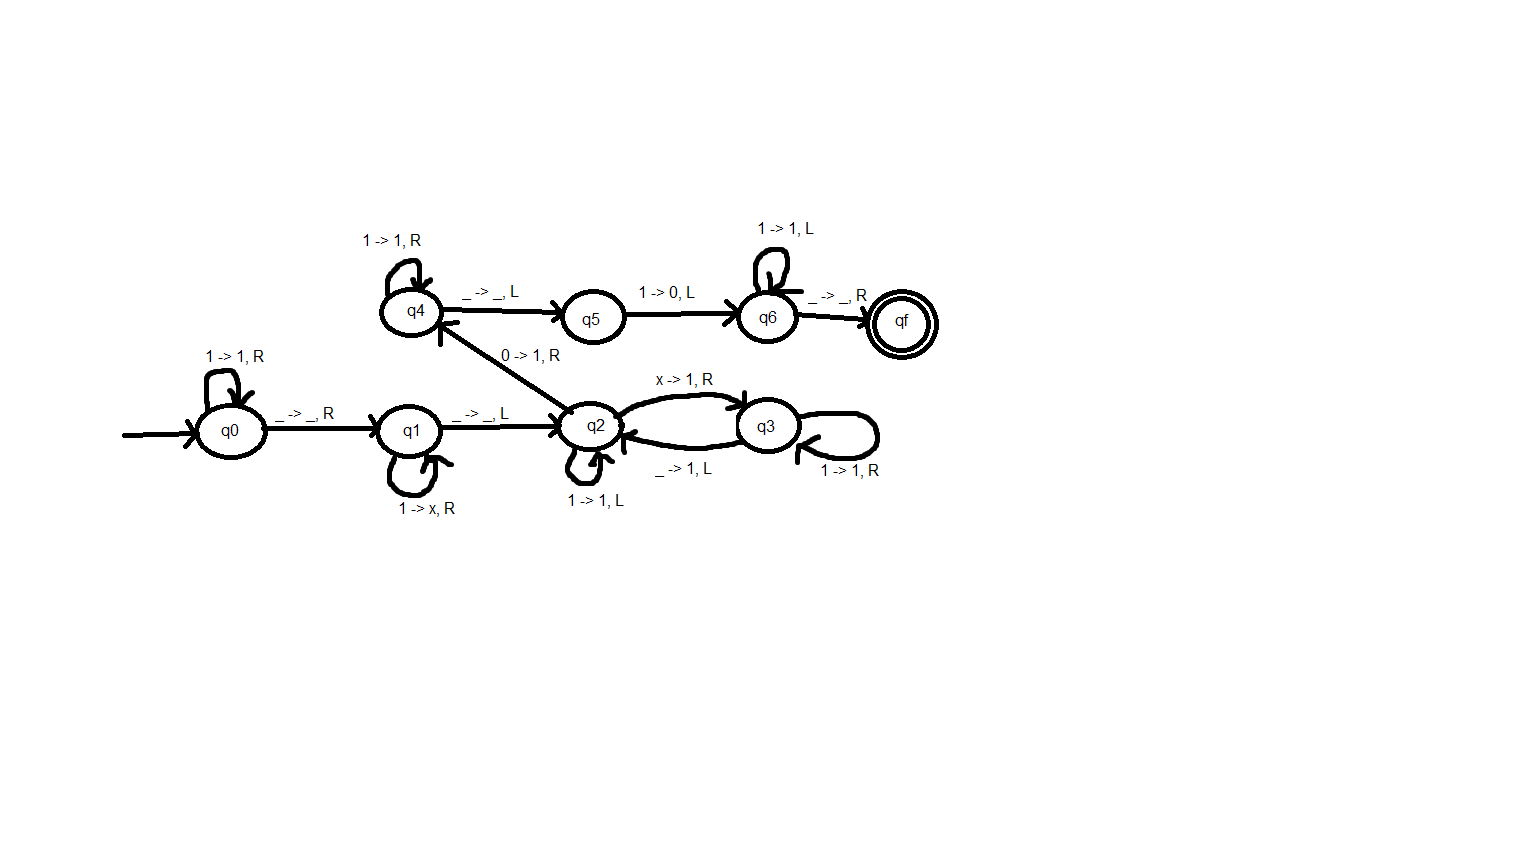 1 -> 1, L
1 -> 1, R
_ -> _, L
1 -> 0, L
_ -> _, R
q4
q5
q6
qf
1 -> 1, R
0 -> 1, R
x -> 1, R
_ -> _, R
_ -> _, L
q0
q1
q2
q3
_ -> 1, L
1 -> 1, R
1 -> x, R
1 -> 1, L